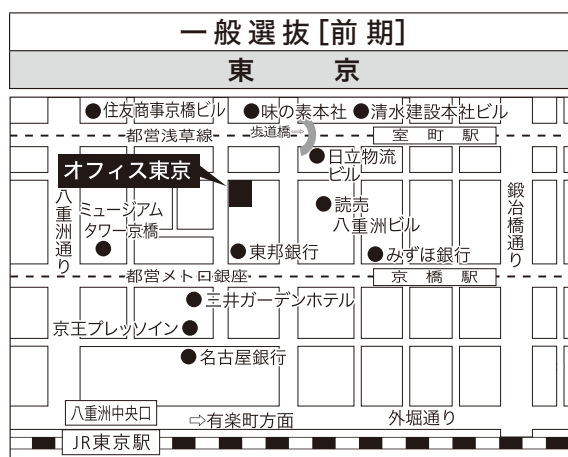 一般選抜［前期］
東　京
●住友商事京橋ビル
●味の素本社
●清水建設本社ビル
都営浅草線
歩道橋⇨
室町駅
●日立物流
ビル
オフィス東京
八重洲通り
ミュージアム
タワー京橋
●読売
八重洲ビル
鍛冶橋通り
●東邦銀行
●みずほ銀行
都営メトロ銀座
京橋駅
●三井ガーデンホテル
京王プレッソイン●
●名古屋銀行
八重洲中央口
⇨有楽町方面
外堀通り
JR東京駅